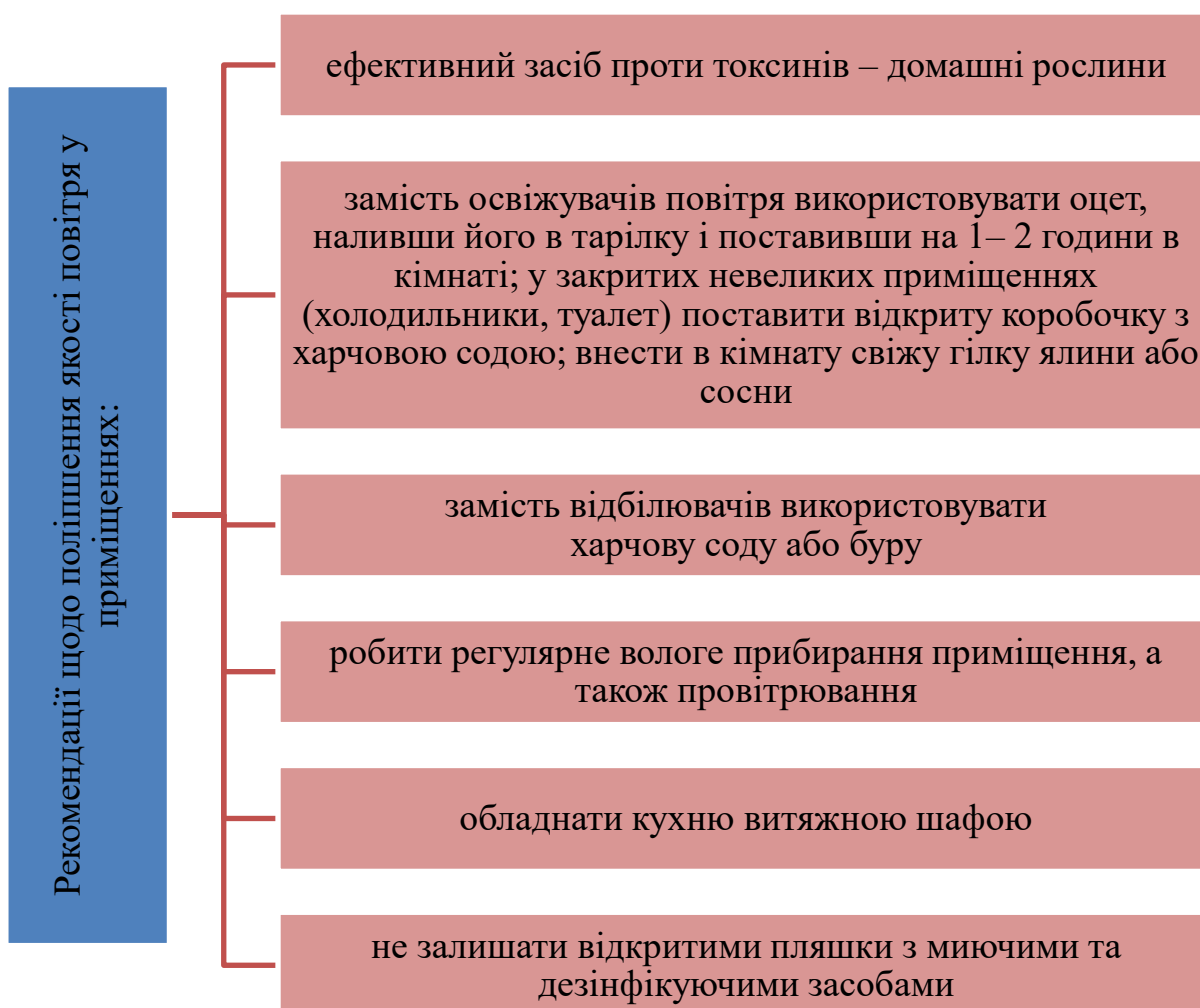 Рекомендації щодо поліпшення якості повітря у
приміщеннях:
ефективний засіб проти токсинів – домашні рослини
замість освіжувачів повітря використовувати оцет,
наливши його в тарілку і поставивши на 1– 2 години в
кімнаті; у закритих невеликих приміщеннях
(холодильники, туалет) поставити відкриту коробочку з
харчовою содою; внести в кімнату свіжу гілку ялини або
сосни
замість відбілювачів використовувати
харчову соду або буру
робити регулярне вологе прибирання приміщення, а
також провітрювання
обладнати кухню витяжною шафою
не залишати відкритими пляшки з миючими та
дезінфікуючими засобами